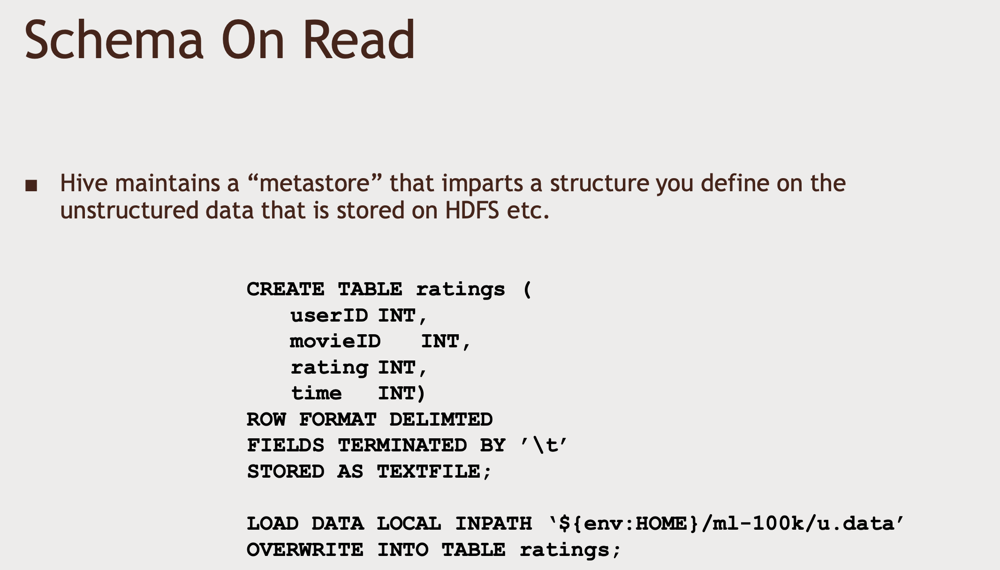 Schema On Read
■ Hive maintains a “metastore” that imparts a structure you define on the
unstructured data that is stored on HDFS etc.
CREATE TABLE ratings (
userID INT,
movieID INT,
rating INT,
time INT)
ROW FORMAT DELIMTED
FIELDS TERMINATED BY ’\t’
STORED AS TEXTFILE;
LOAD DATA LOCAL INPATH ‘${env:HOME}/ml-100k/u.data’
OVERWRITE INTO TABLE ratings;